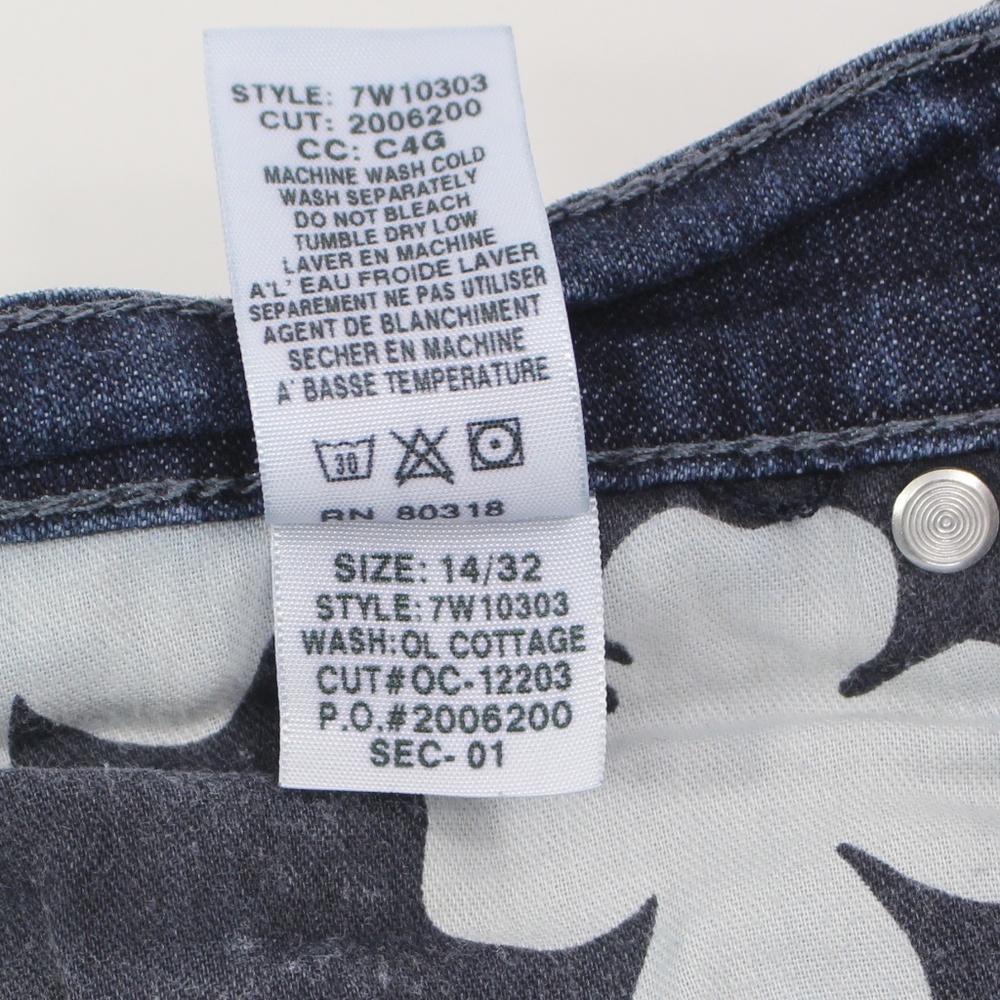 STYLE: 7W10303
CUT: 2006200
CC: C4G
MACHINE WASH COLD
WASH SEPARATELY
DO NOT BLEACH
TUMBLE DRY LOW
LAVER EN MACHINE
A'L' EAU FROIDE LAVER
SEPAREMENT NE PAS UTILISER
AGENT DE BLANCHIMENT
SECHER EN MACHINE
A' BASSE TEMPERATURE
30
RN 80318
SIZE: 14/32
STYLE: 7W10303
WASH:OL COTTAGE
CUT#OC-12203
P.O.#2006200
SEC- 01